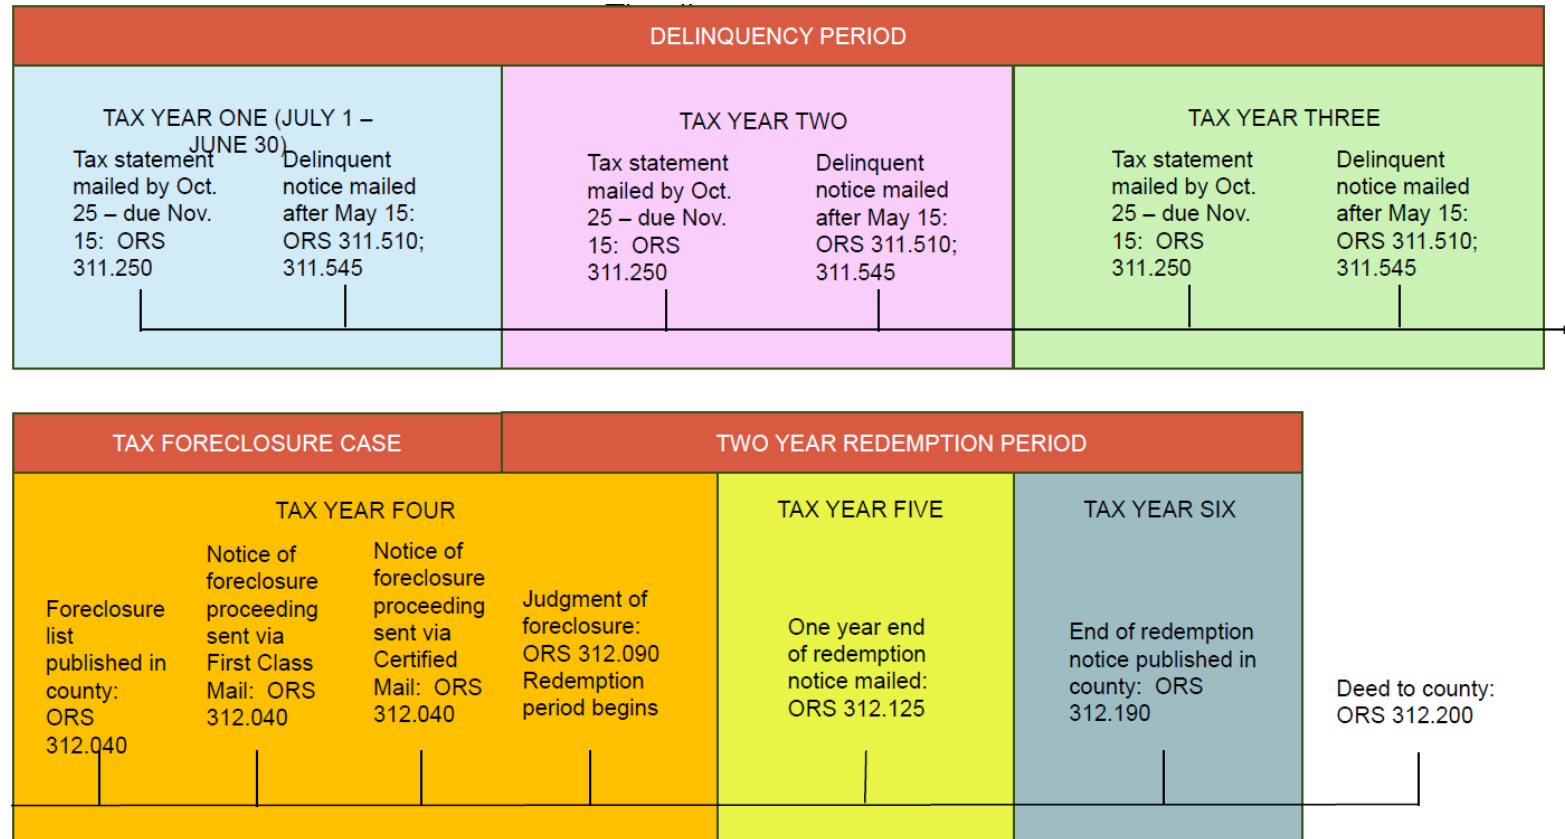 DELINQUENCY PERIOD
TAX YEAR ONE (JULY 1 –
JUNE 30)
Tax statement
mailed by Oct.
25 – due Nov.
15:  ORS
311.250
Delinquent
notice mailed
after May 15:
ORS 311.510;
311.545
TAX YEAR TWO
Tax statement
mailed by Oct.
25 – due Nov.
15:  ORS
311.250
Delinquent
notice mailed
after May 15:
ORS 311.510;
311.545
TAX YEAR THREE
Tax statement
mailed by Oct.
25 – due Nov.
15:  ORS
311.250
Delinquent
notice mailed
after May 15:
ORS 311.510;
311.545
TAX FORECLOSURE CASE
TWO YEAR REDEMPTION PERIOD
TAX YEAR FOUR
Foreclosure
list
published in
county:
ORS
312.040
Notice of
foreclosure
proceeding
sent via
First Class
Mail:  ORS
312.040
Notice of
foreclosure
proceeding
sent via
Certified
Mail:  ORS
312.040
Judgment of
foreclosure:
ORS 312.090
Redemption
period begins
TAX YEAR FIVE
One year end
of redemption
notice mailed:
ORS 312.125
TAX YEAR SIX
End of redemption
notice published in
county:  ORS
312.190
Deed to county:
ORS 312.200